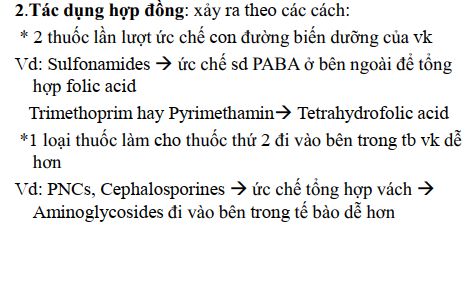 2.Tác dụng hợp đồng: xảy ra theo các cách:
* 2 thuốc lần lượt ức chế con đường biến dưỡng của vk
Vd: Sulfonamides → ức chế sd PABA ở bên ngoài để tổng
hợp folic acid
Trimethoprim hay Pyrimethamin→ Tetrahydrofolic acid
*1 loại thuốc làm cho thuốc thứ 2 đi vào bên trong tb vk dễ
hơn
Vd: PNCs, Cephalosporines → ức chế tổng hợp vách →
Aminoglycosides đi vào bên trong tế bào dễ hơn